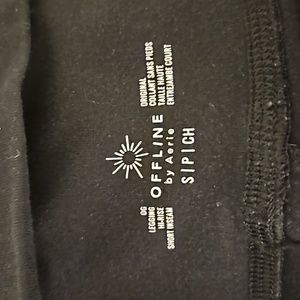 OFFLINE
by Aerie
S|P|CH
OG
LEGGING
HI-RISE
SHORT INSEAM
ORIGINAL
COLLANT SANS PIEDS
TAILLE HAUTE
ENTREJAMBE COURT